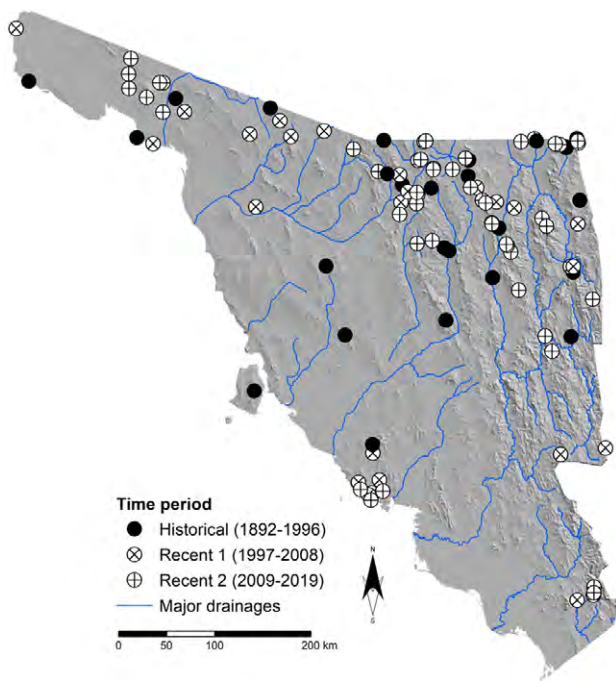 Time period
Historical (1892-1996)
Recent 1 (1997-2008)
Recent 2 (2009-2019)
Major drainages
N
S
0 50 100 200 km